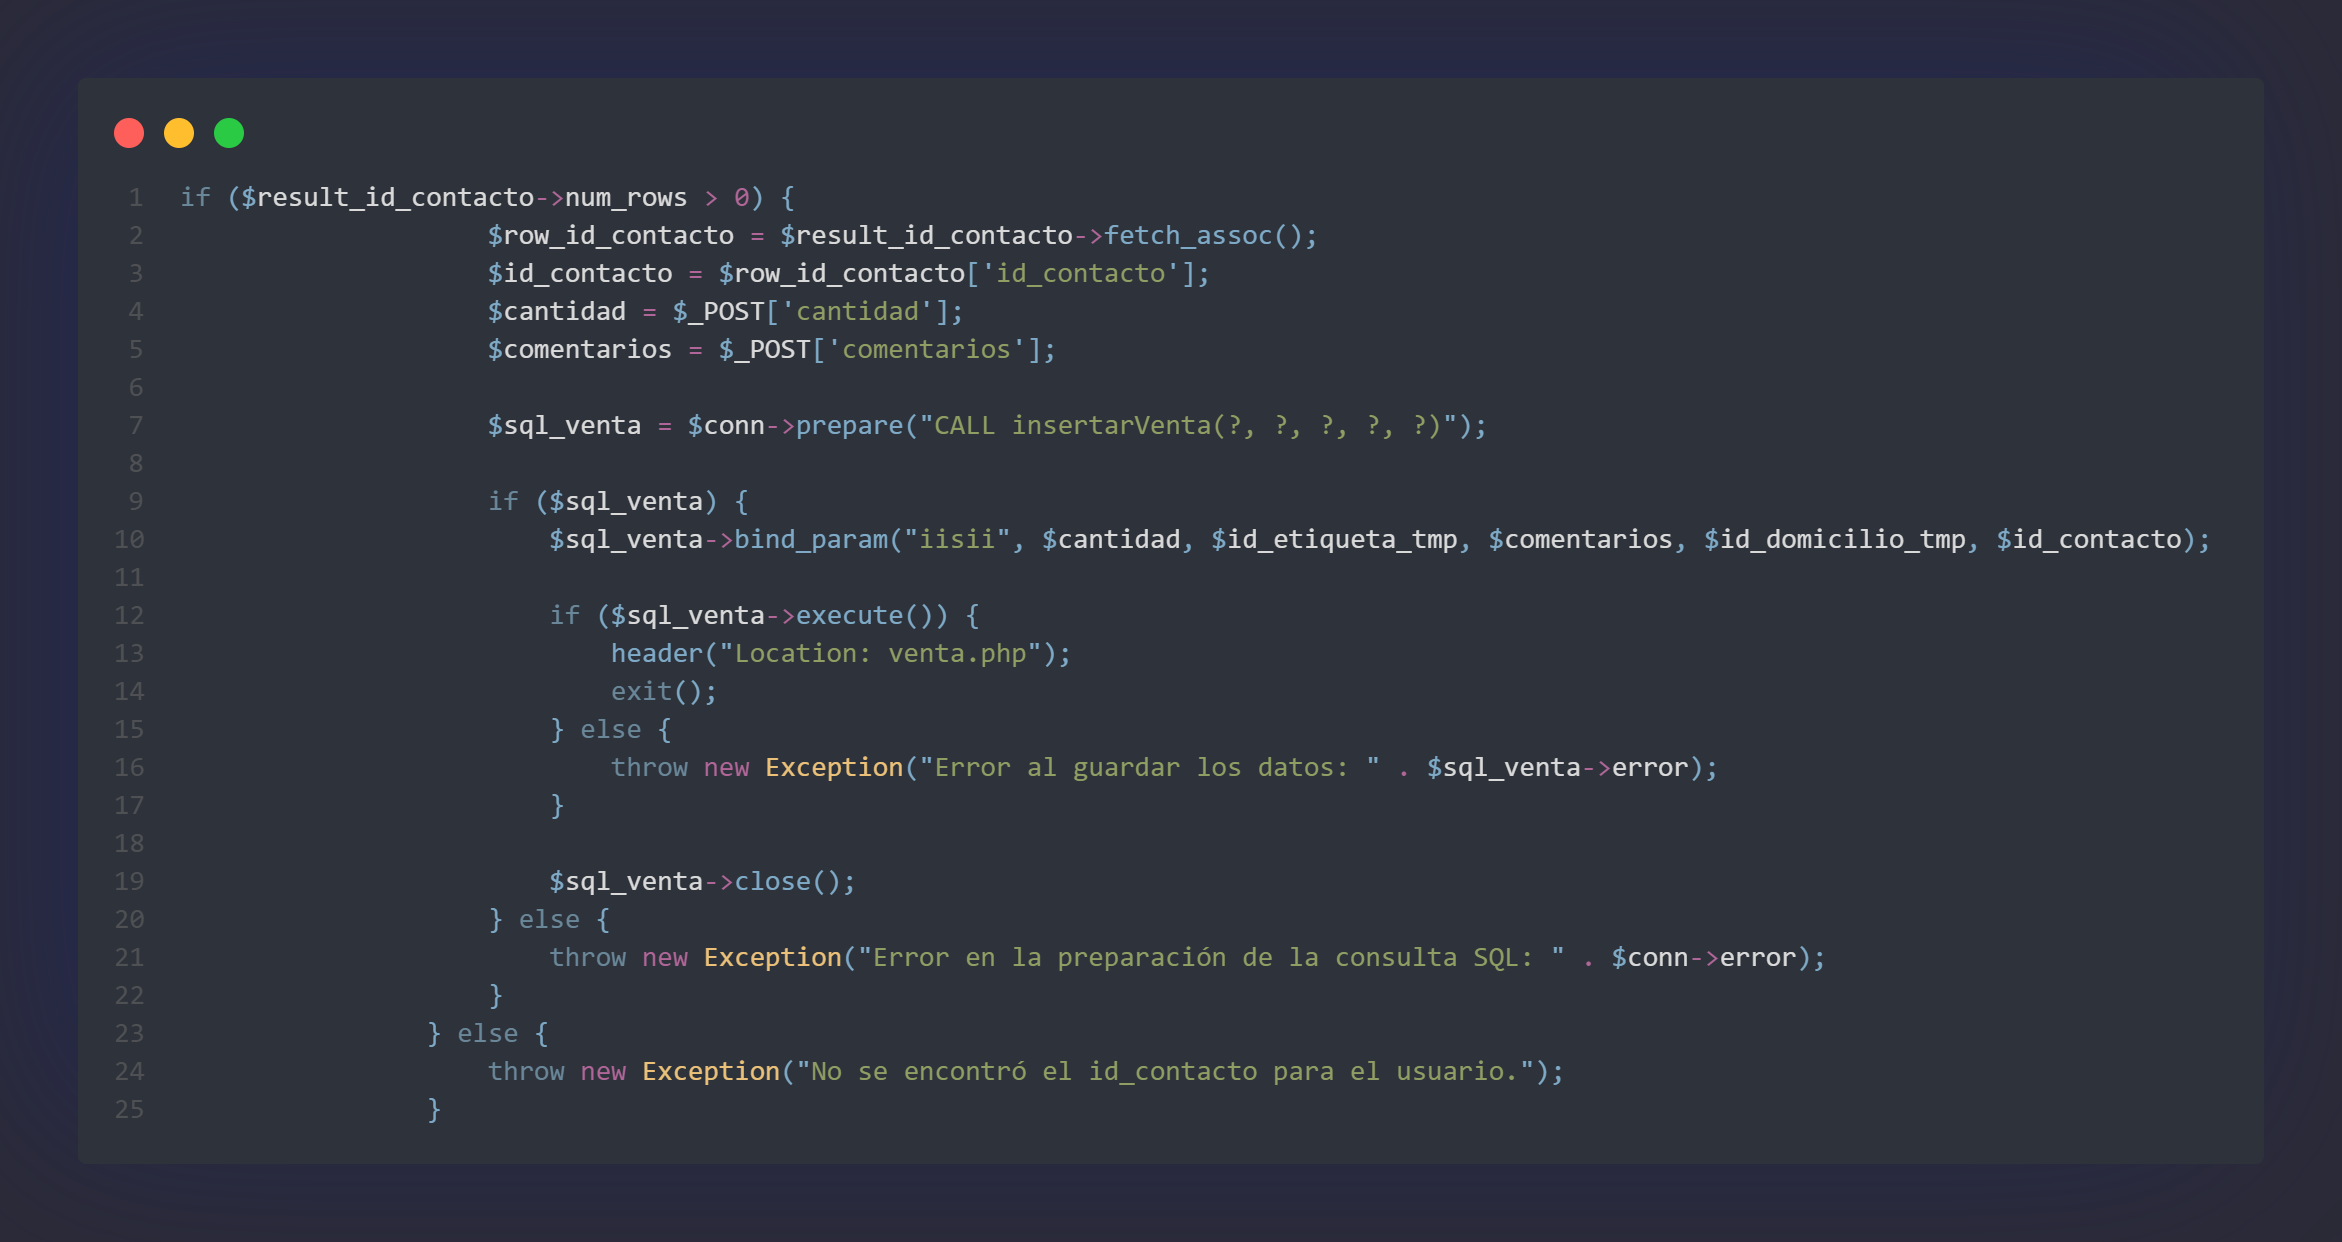 1 if ($result_id_contacto->num_rows > 0) {
2 $row_id_contacto = $result_id_contacto->fetch_assoc();
3 $id_contacto = $row_id_contacto['id_contacto'];
4 $cantidad = $_POST['cantidad'];
5 $comentarios = $_POST['comentarios'];
6
7 $sql_venta = $conn->prepare("CALL insertarVenta(?, ?, ?, ?, ?)");
8
9 if ($sql_venta) {
10 $sql_venta->bind_param("iisii", $cantidad, $id_etiqueta_tmp, $comentarios, $id_domicilio_tmp, $id_contacto);
11
12 if ($sql_venta->execute()) {
13 header("Location: venta.php");
14 exit();
15 } else {
16 throw new Exception("Error al guardar los datos: " . $sql_venta->error);
17 }
18
19 $sql_venta->close();
20 } else {
21 throw new Exception("Error en la preparación de la consulta SQL: " . $conn->error);
22 }
23 } else {
24 throw new Exception("No se encontró el id_contacto para el usuario.");
25 }